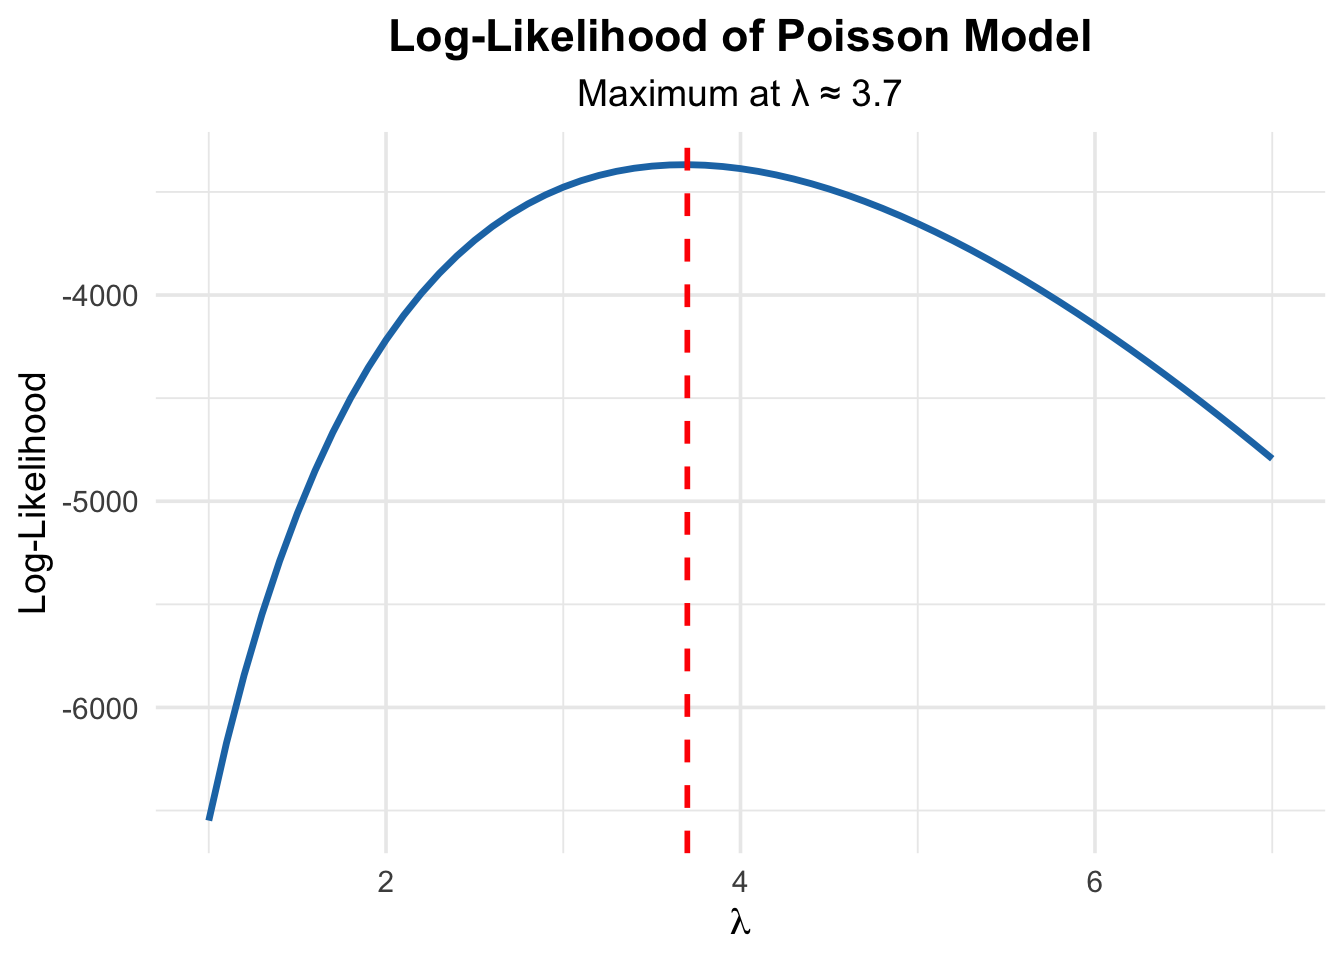 Log-Likelihood of Poisson Model
Maximum at λ ≈ 3.7
Log-Likelihood
-4000
-5000
-6000
2 4 6
λ